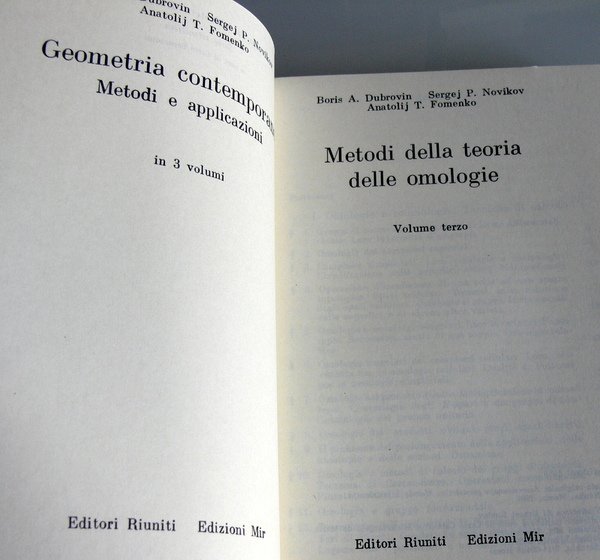 Dubrovin Sergej P. Novikov
Anatolij T. Fomenko
Geometria contempora
Metodi e applicazioni
in 3 volumi
Editori Riuniti Edizioni Mir
Boris A. Dubrovin Sergej P. Novikov
Anatolij T. Fomenko
Metodi della teoria
delle omologie
Volume terzo
Editori Riuniti Edizioni Mir